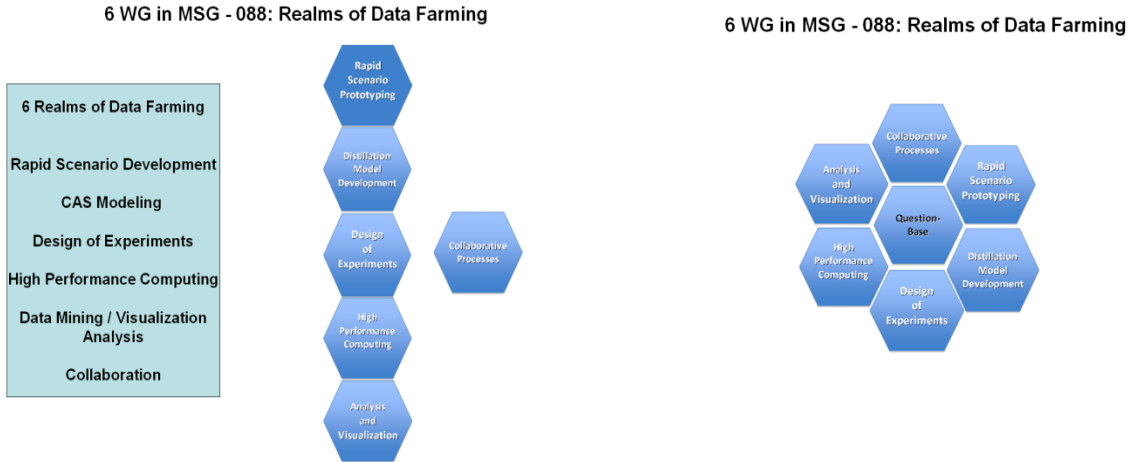 6 WG in MSG - 088: Realms of Data Farming
6 Realms of Data Farming
Rapid Scenario Development
CAS Modeling
Design of Experiments
High Performance Computing
Data Mining / Visualization
Analysis
Collaboration
Rapid
Scenario
Prototyping
Distillation
Model
Development
Design
of
Experiments
High
Performance
Computing
Analysis
and
Visualization
Collaborative
Processes
6 WG in MSG - 088: Realms of Data Farming
Collaborative
Processes
Rapid
Scenario
Prototyping
Analysis
and
Visualization
Question-
Base
High
Performance
Computing
Distillation
Model
Development
Design
of
Experiments